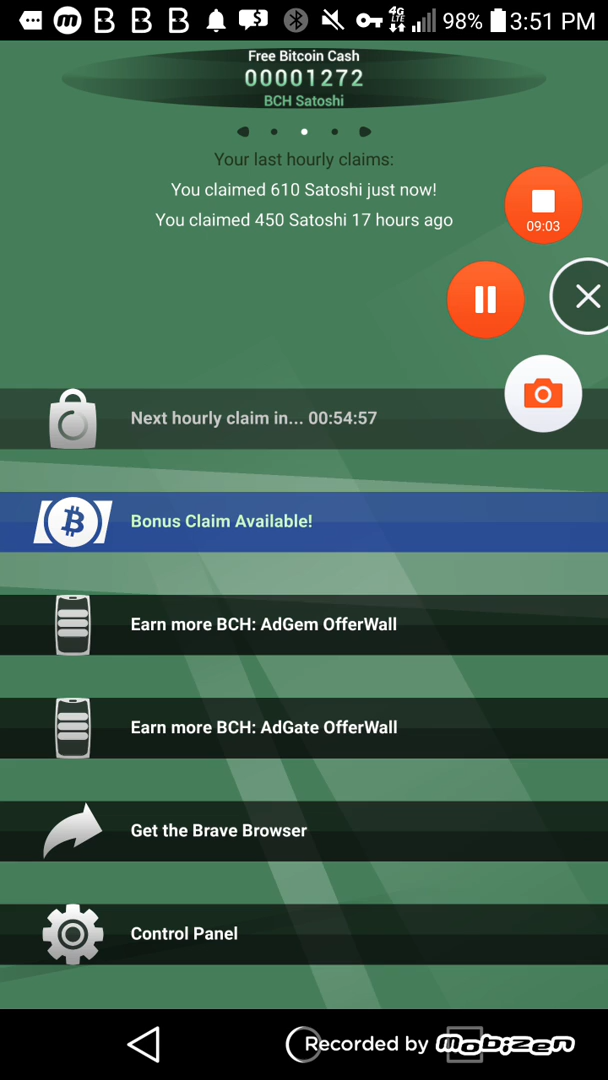 98% 3:51 PM
4G
LTE
Free Bitcoin Cash
00001272
BCH Satoshi
Your last hourly claims:
You claimed 610 Satoshi just now!
You claimed 450 Satoshi 17 hours ago
09:03
Next hourly claim in... 00:54:57
Bonus Claim Available!
Earn more BCH: AdGem OfferWall
Earn more BCH: AdGate OfferWall
Get the Brave Browser
Control Panel
Recorded by Mobizen